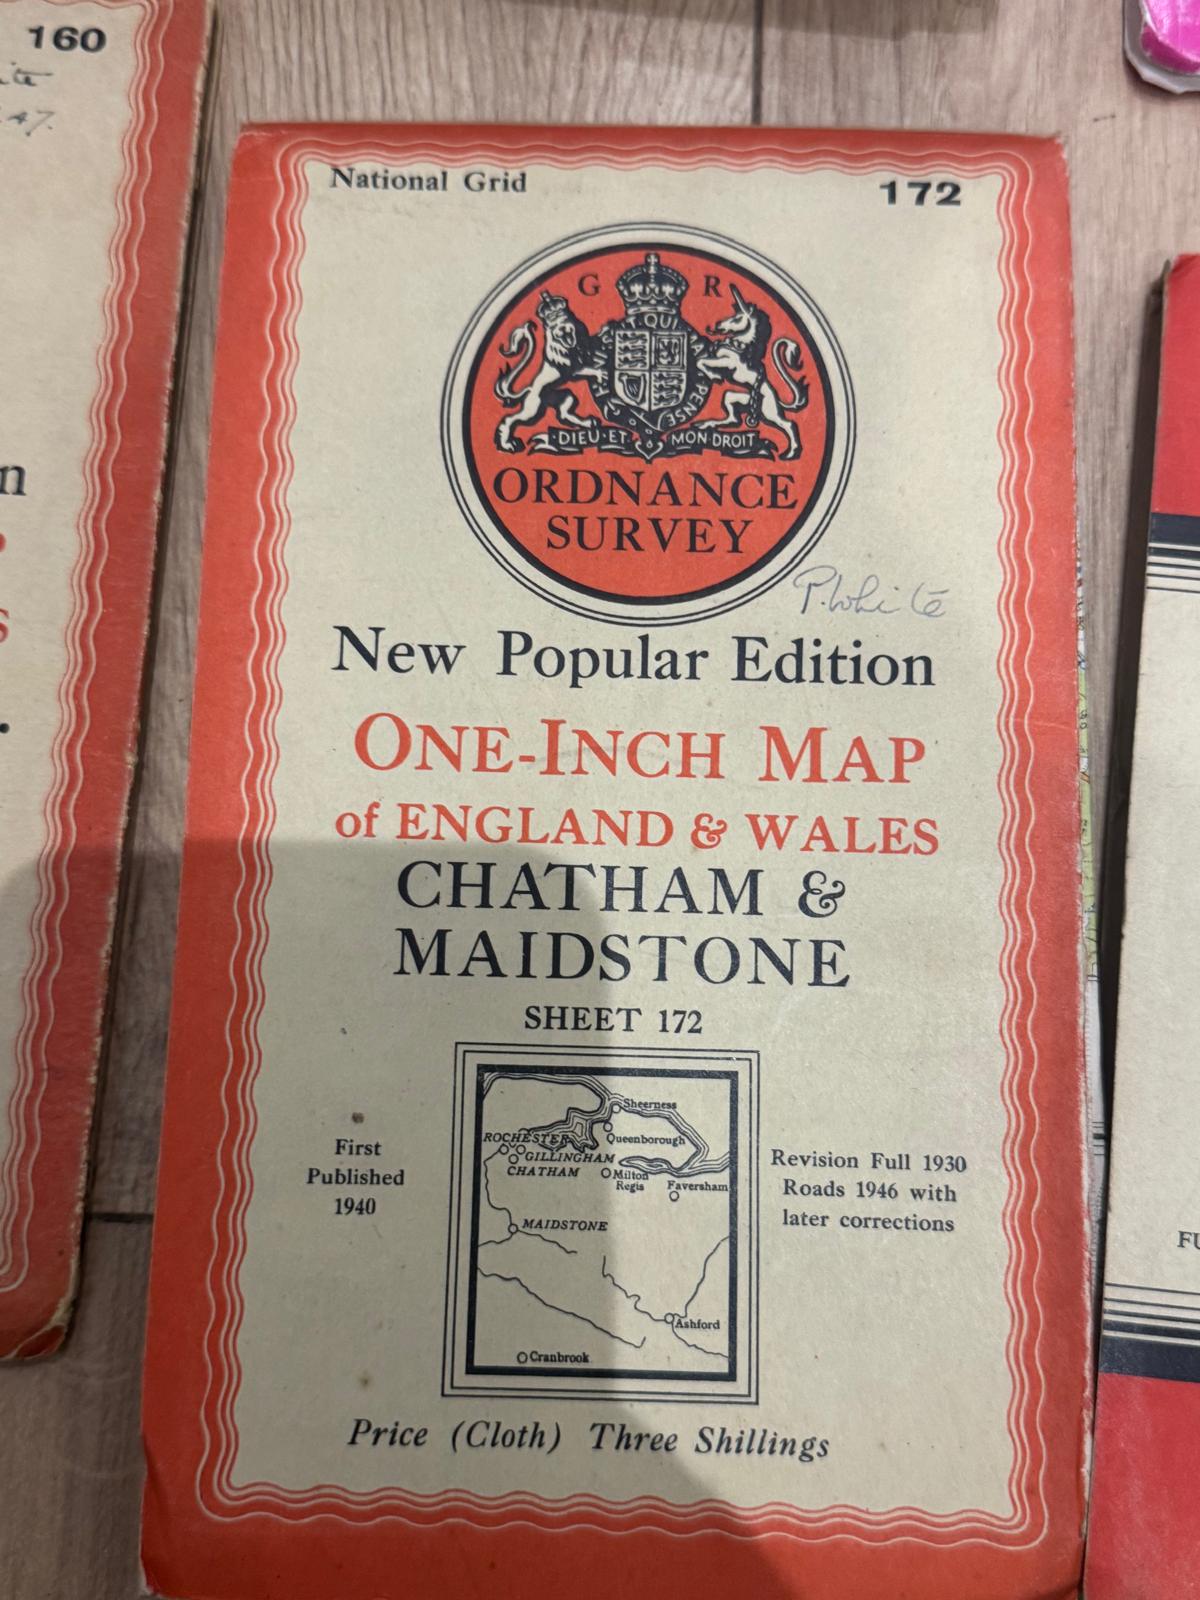 160
47.
n
s
.
National Grid
172
G R
DIEU ET MON DROIT
ORDNANCE
SURVEY
P. White
New Popular Edition
ONE-INCH MAP
of ENGLAND & WALES
CHATHAM &
MAIDSTONE
SHEET 172
First
Published
1940
Sheerness
Queenborough
ROCHESTER
GILLINGHAM
CHATHAM
Milton
Regis
Faversham
MAIDSTONE
Ashford
Cranbrook
Revision Full 1930
Roads 1946 with
later corrections
Price (Cloth) Three Shillings
FU